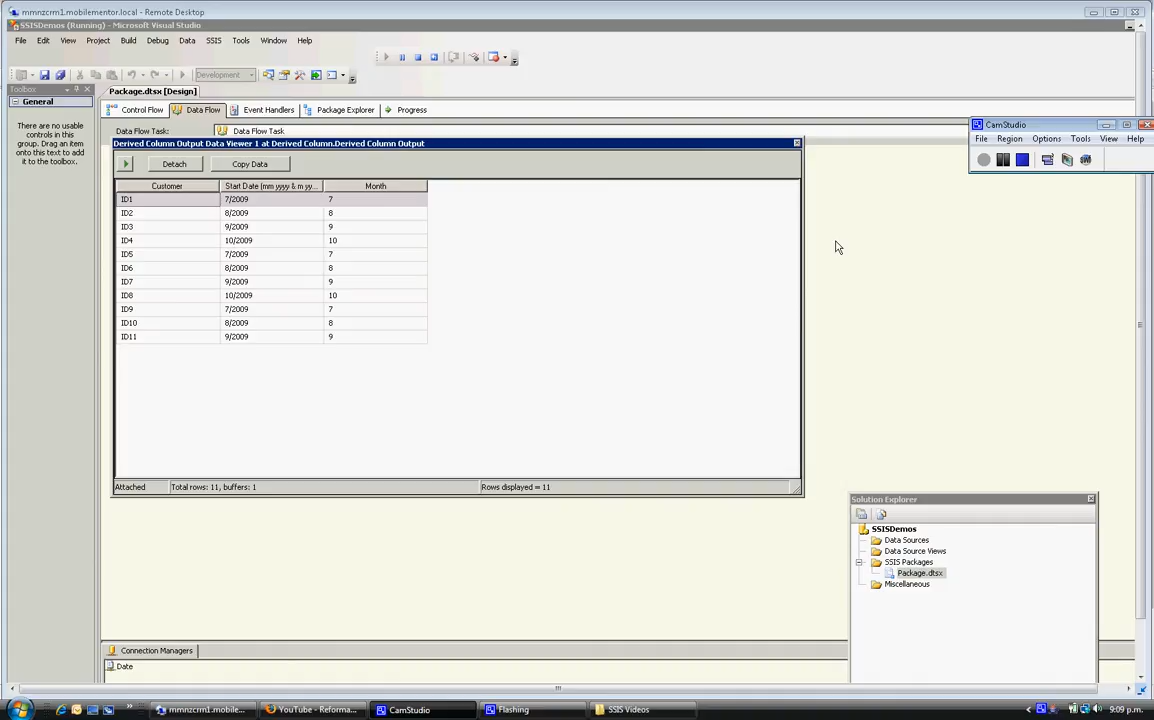 mmnzcrm1.mobilementor.local - Remote Desktop
SSISDemos (Running) - Microsoft Visual Studio
File Edit View Project Build Debug Data SSIS Tools Window Help
Development
Toolbox
General
There are no usable
controls in this
group. Drag an item
onto this text to add
it to the toolbox.
Package.dtsx [Design]
Control Flow Data Flow Event Handlers Package Explorer Progress
Data Flow Task: Data Flow Task
Derived Column Output Data Viewer 1 at Derived Column.Derived Column Output
Detach Copy Data
Customer Start Date (mm yyyy & m yy... Month
ID1 7/2009 7
ID2 8/2009 8
ID3 9/2009 9
ID4 10/2009 10
ID5 7/2009 7
ID6 8/2009 8
ID7 9/2009 9
ID8 10/2009 10
ID9 7/2009 7
ID10 8/2009 8
ID11 9/2009 9
Attached Total rows: 11, buffers: 1 Rows displayed = 11
CamStudio
File Region Options Tools View Help
Solution Explorer
SSISDemos
Data Sources
Data Source Views
SSIS Packages
Package.dtsx
Miscellaneous
Connection Managers
Date
mmnzcrm1.mobile... YouTube - Reforma... CamStudio Flashing SSIS Videos 9:09 p.m.